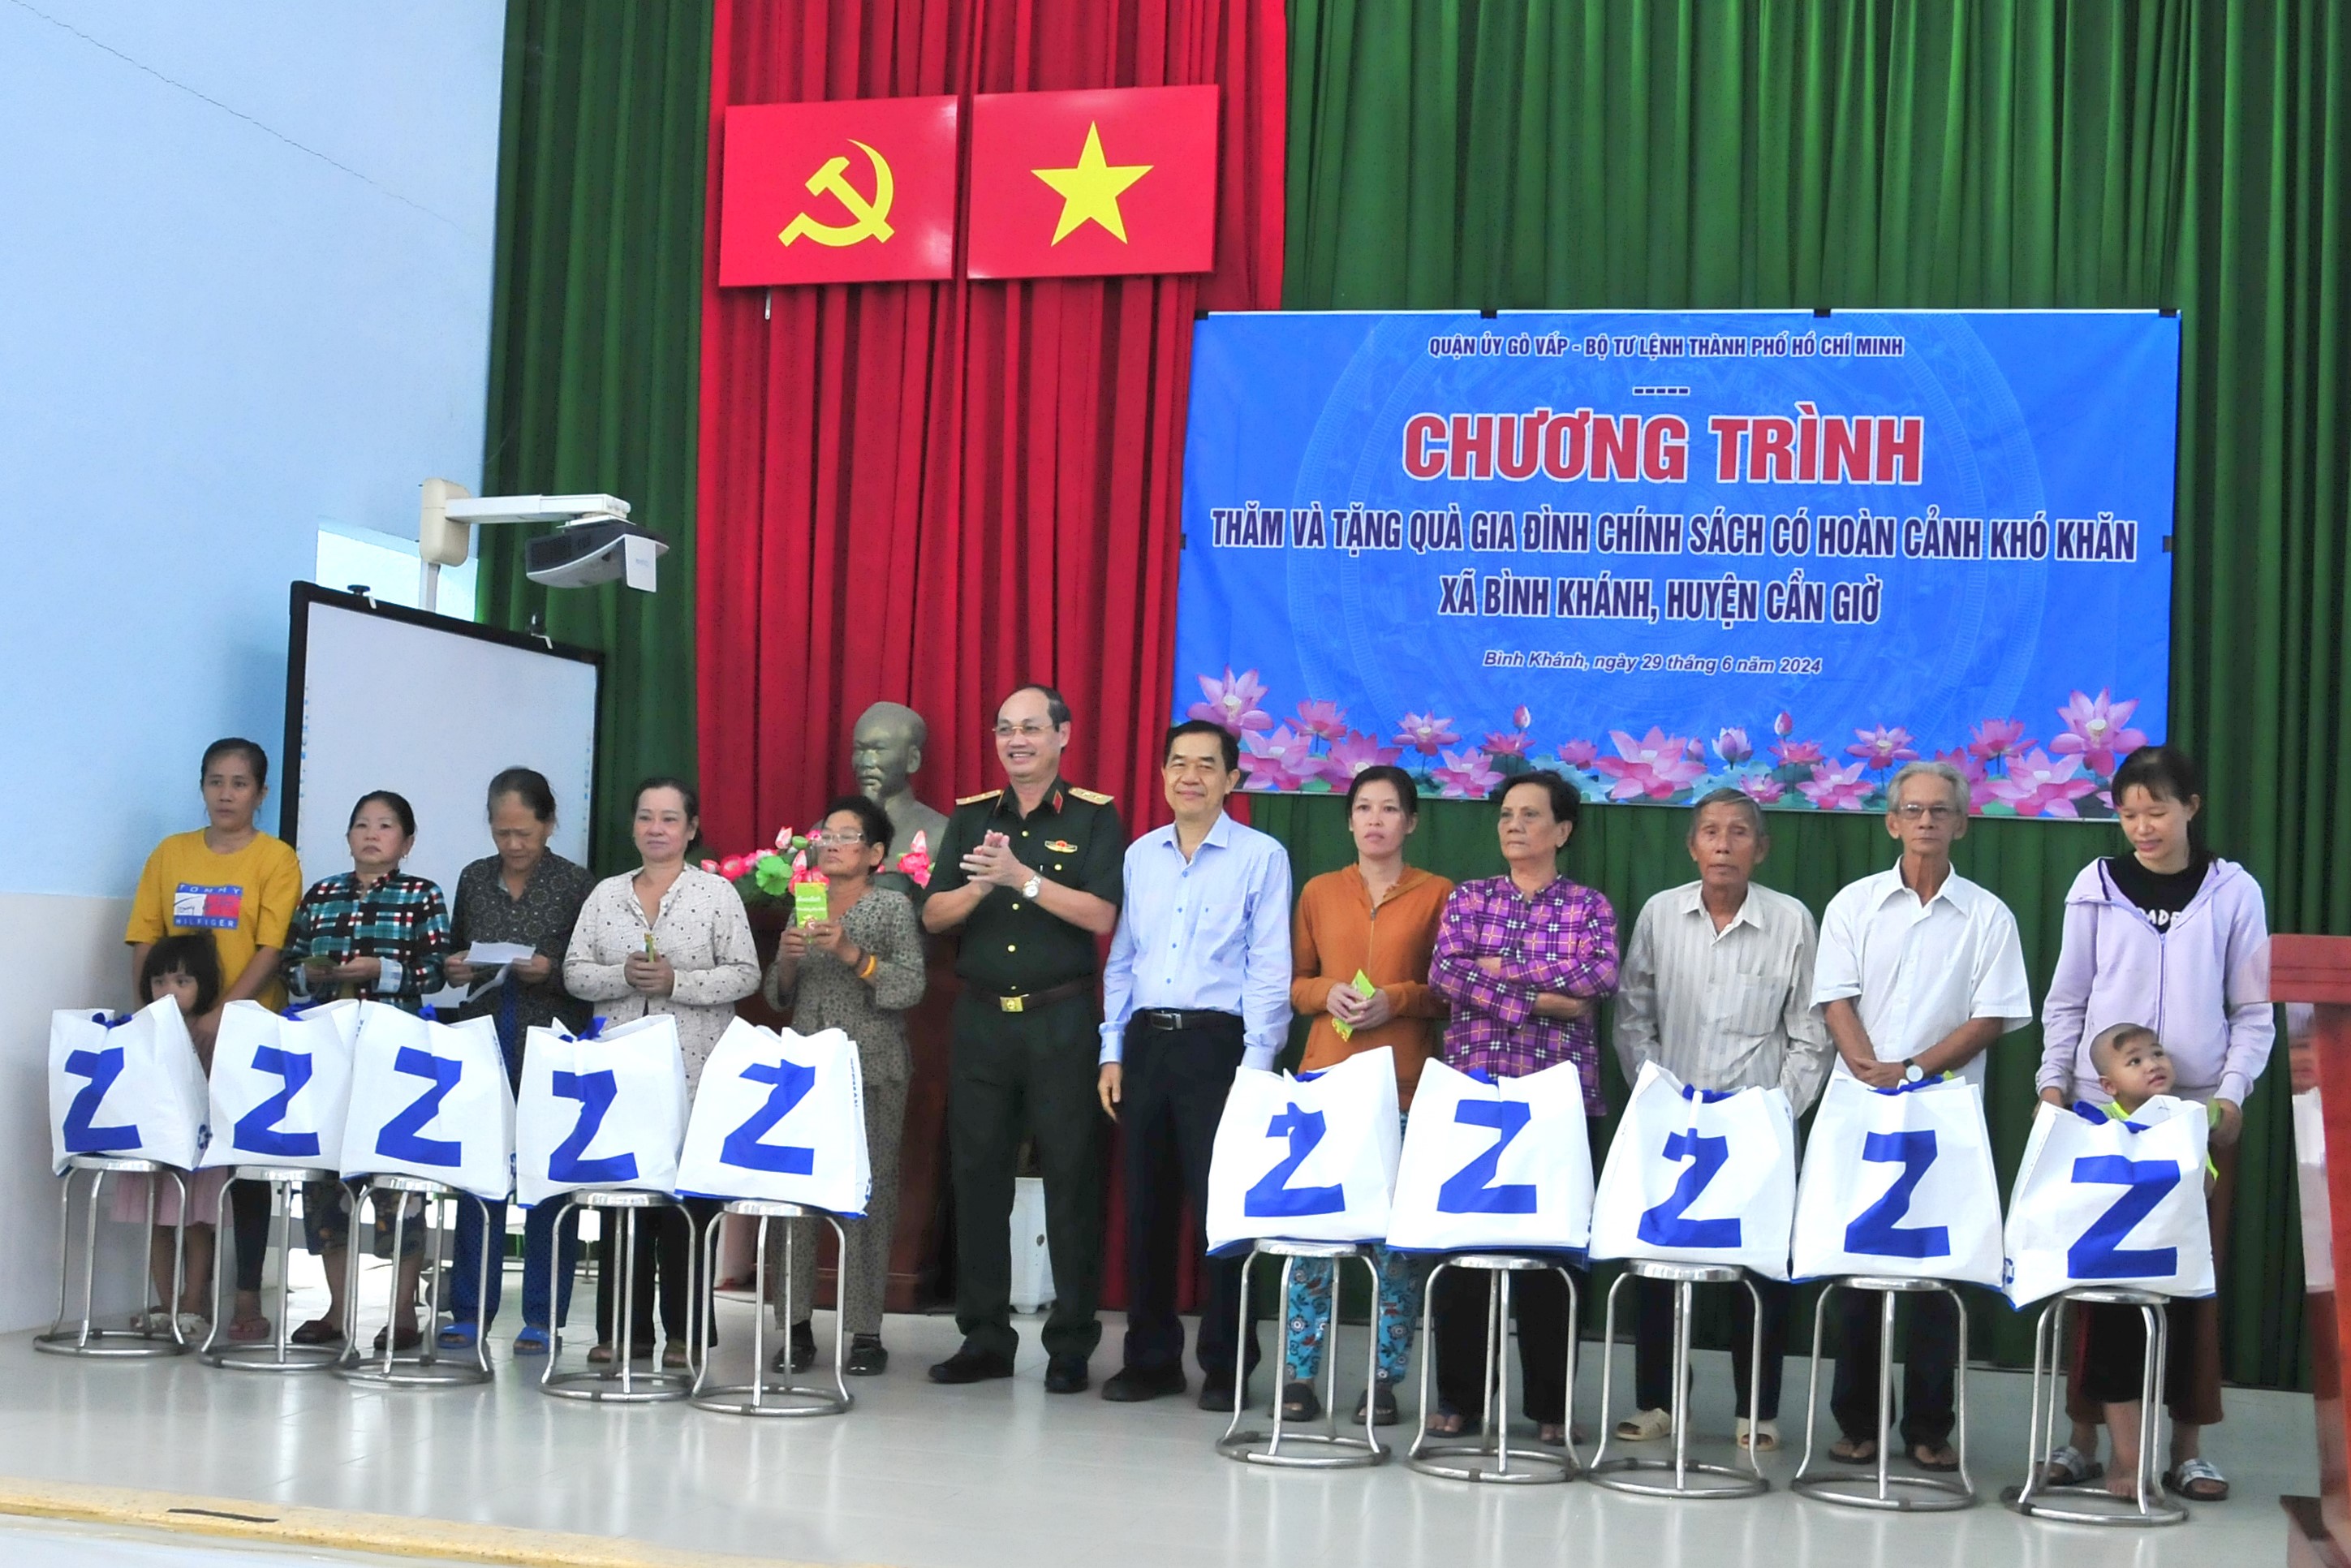 QUẬN ỦY GÒ VẤP - BỘ TƯ LỆNH THÀNH PHỐ HỒ CHÍ MINH
-----
CHƯƠNG TRÌNH
THĂM VÀ TẶNG QUÀ GIA ĐÌNH CHÍNH SÁCH CÓ HOÀN CẢNH KHÓ KHĂN
XÃ BÌNH KHÁNH, HUYỆN CẦN GIỜ
Bình Khánh, ngày 29 tháng 6 năm 2024
TOMMY
HILFIGER
Z
Z
Z
Z
Z
Z
Z
Z
Z
Z